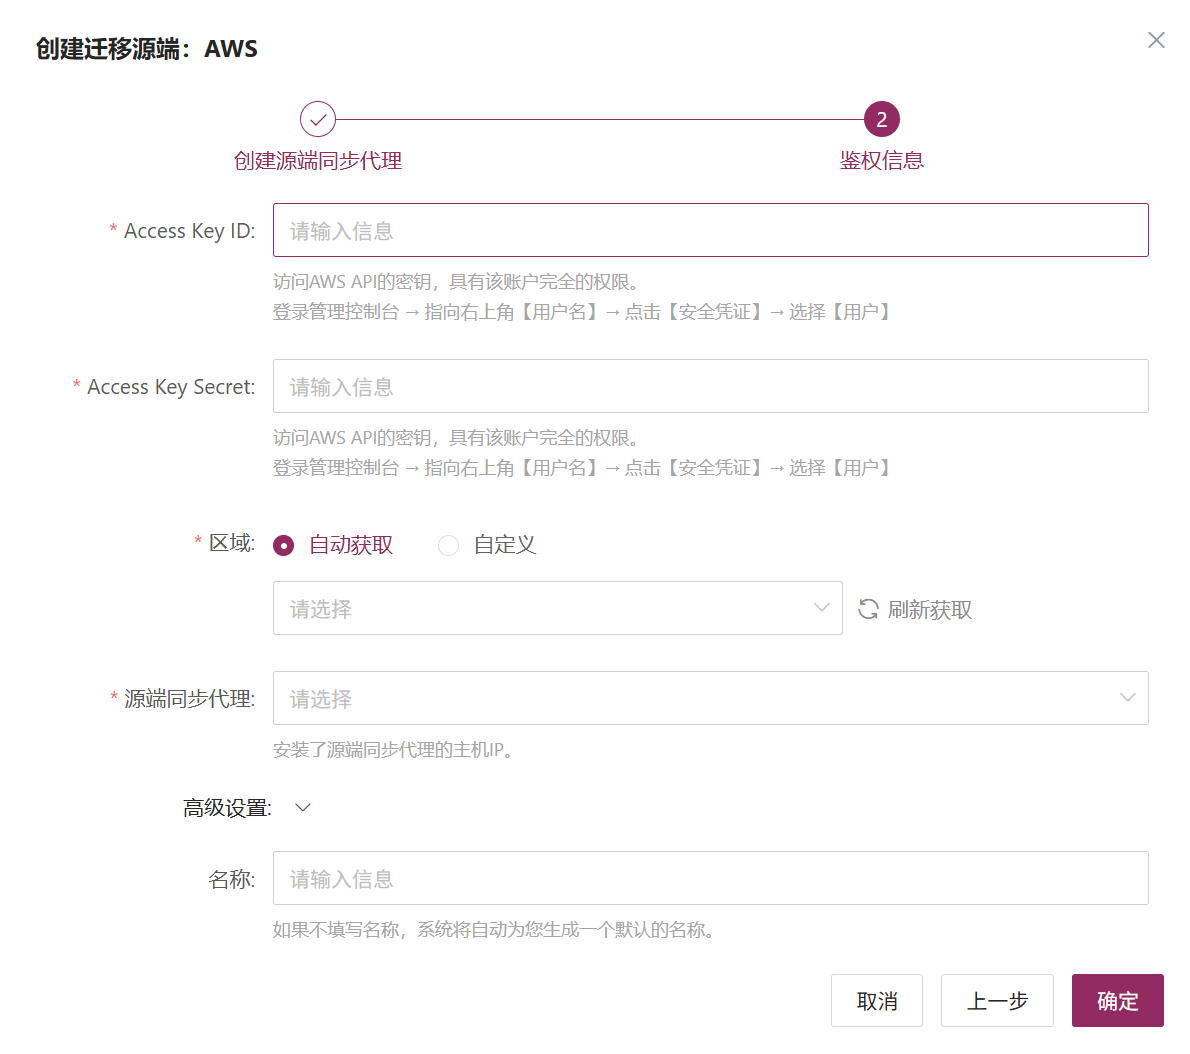 创建迁移源端：AWS
2
创建源端同步代理
鉴权信息
* Access Key ID:
请输入信息
访问AWS API的密钥，具有该账户完全的权限。
登录管理控制台 → 指向右上角【用户名】→ 点击【安全凭证】→ 选择【用户】
* Access Key Secret:
请输入信息
访问AWS API的密钥，具有该账户完全的权限。
登录管理控制台 → 指向右上角【用户名】→ 点击【安全凭证】→ 选择【用户】
* 区域: 自动获取 自定义
请选择 刷新获取
* 源端同步代理: 请选择
安装了源端同步代理的主机IP。
高级设置:
名称: 请输入信息
如果不填写名称，系统将自动为您生成一个默认的名称。
取消 上一步 确定